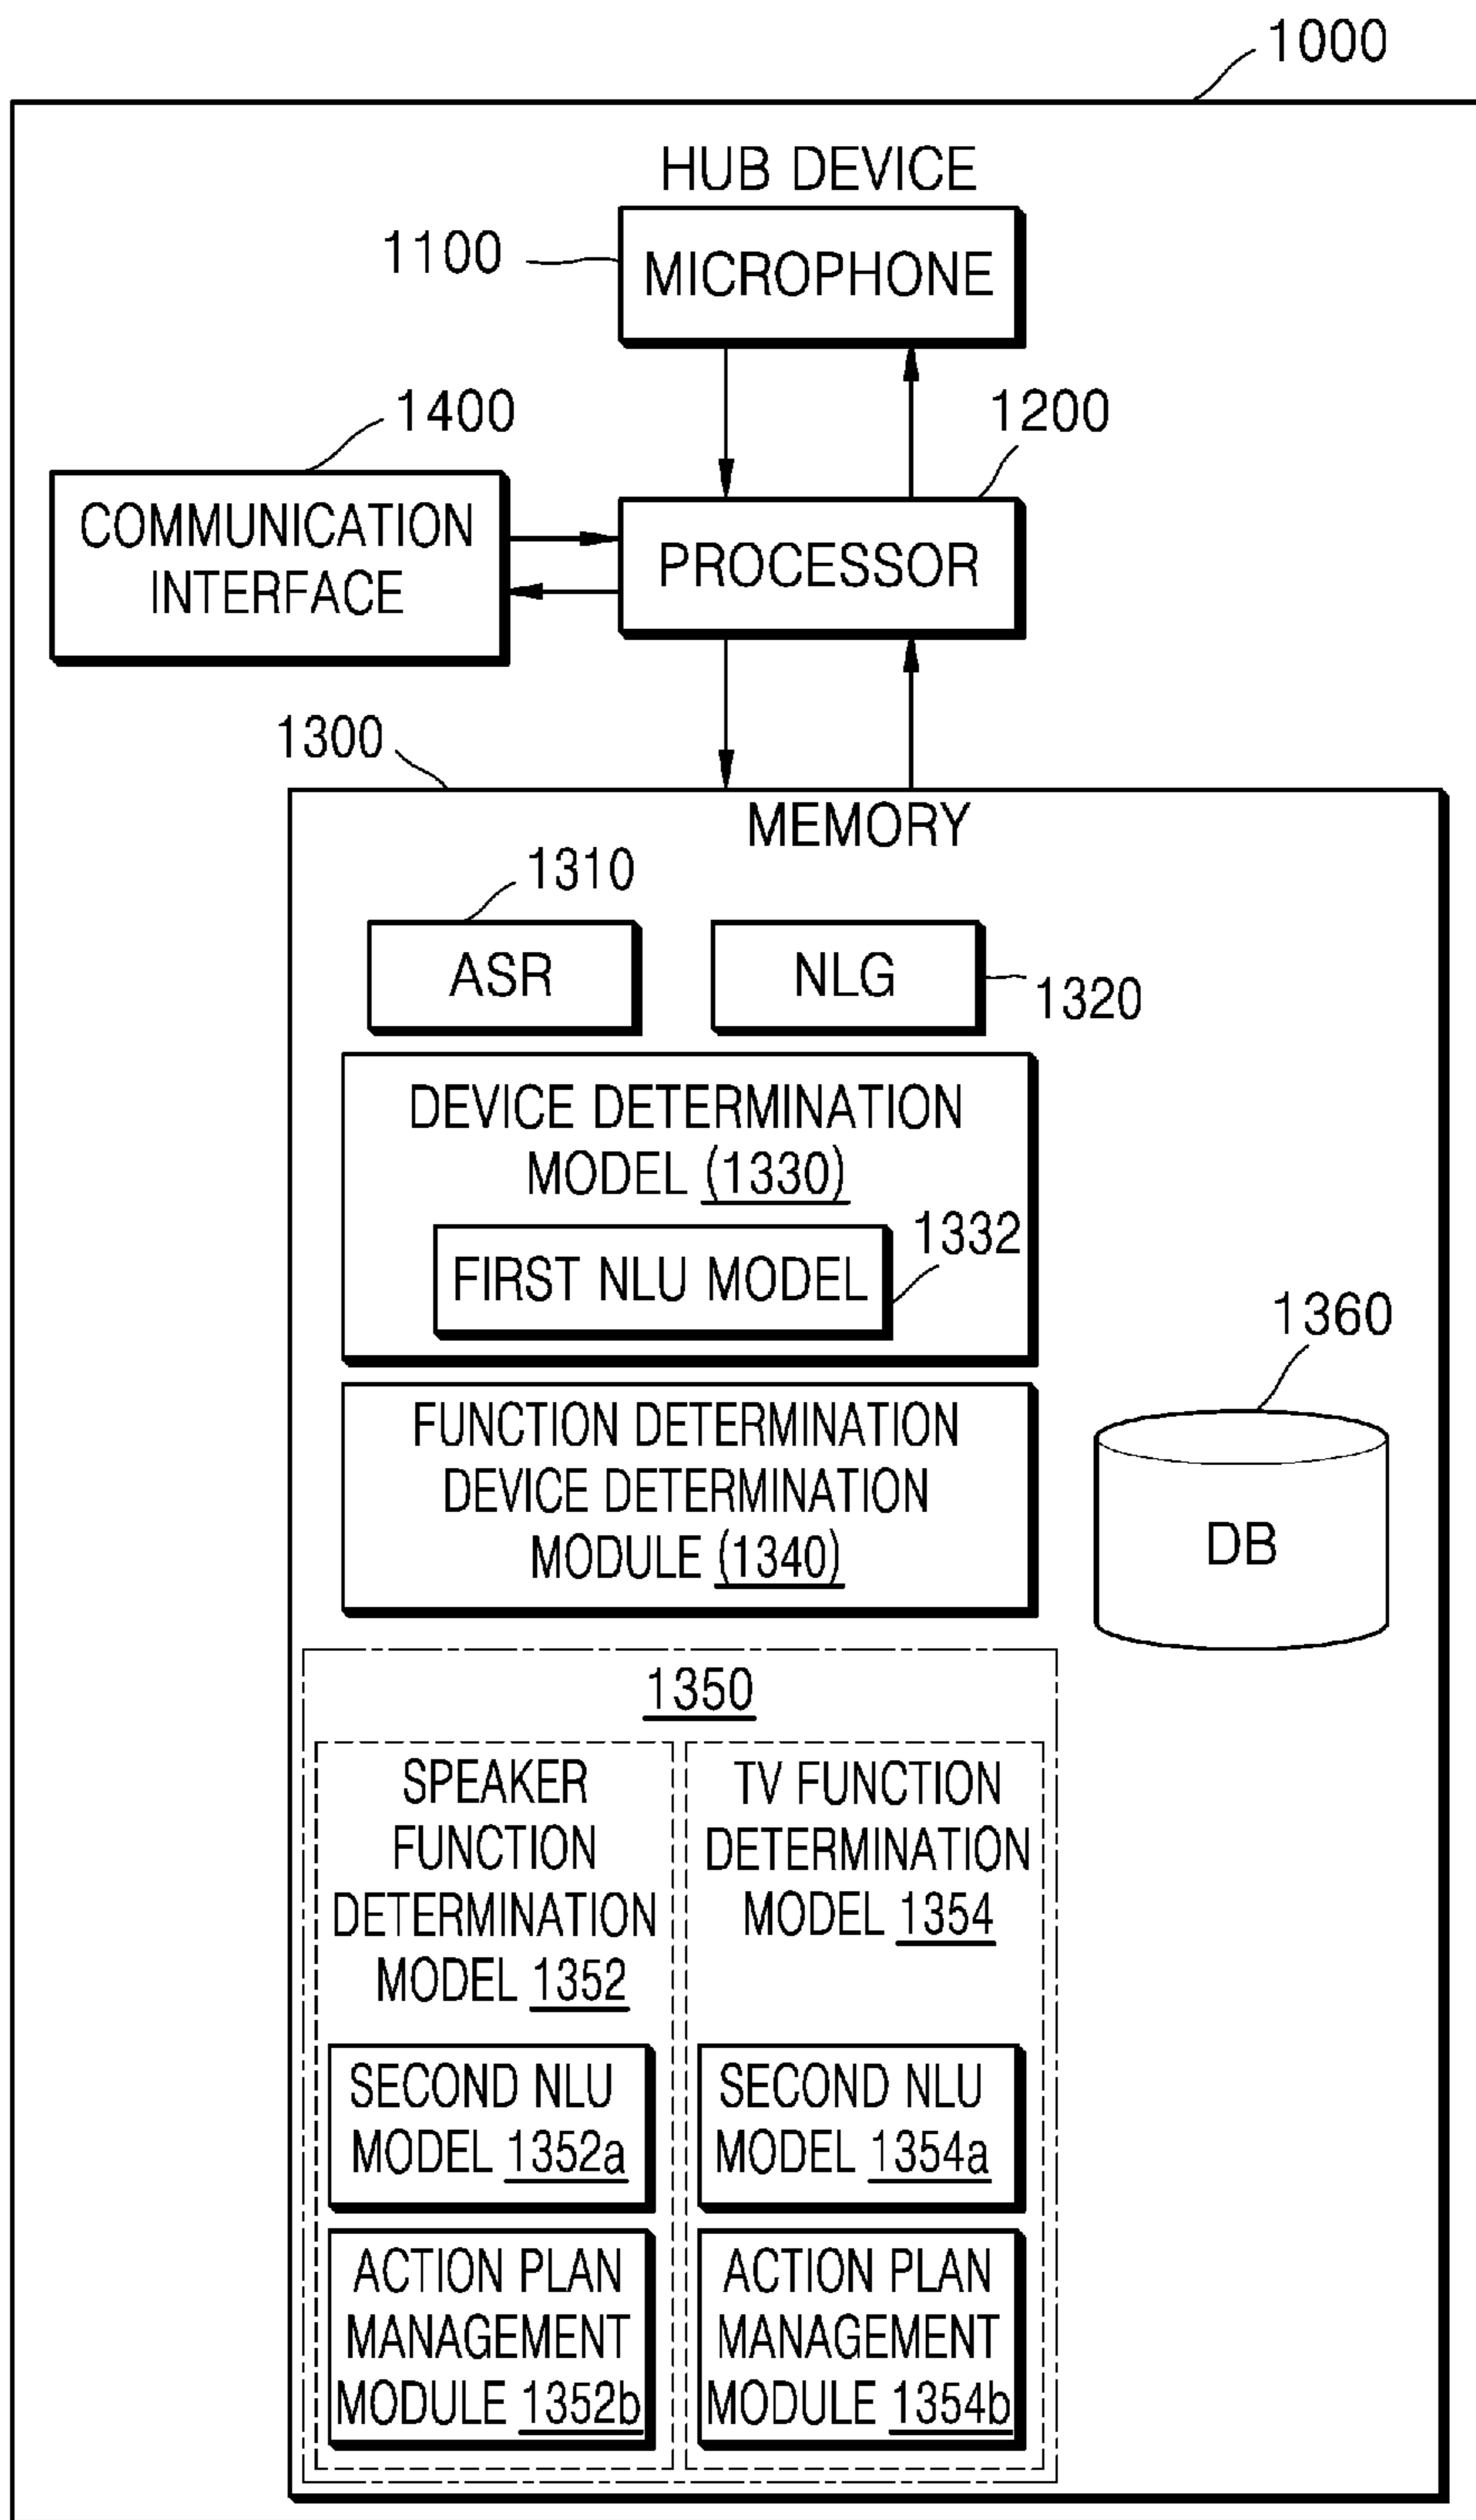 1000
HUB DEVICE
1100
MICROPHONE
1400
1200
COMMUNICATION
INTERFACE
PROCESSOR
1300
MEMORY
1310
ASR
NLG
1320
DEVICE DETERMINATION
MODEL (1330)
1332
FIRST NLU MODEL
1360
FUNCTION DETERMINATION
DEVICE DETERMINATION
MODULE (1340)
DB
1350
SPEAKER
FUNCTION
DETERMINATION
MODEL 1352
TV FUNCTION
DETERMINATION
MODEL 1354
SECOND NLU
MODEL 1352a
SECOND NLU
MODEL 1354a
ACTION PLAN
MANAGEMENT
MODULE 1352b
ACTION PLAN
MANAGEMENT
MODULE 1354b